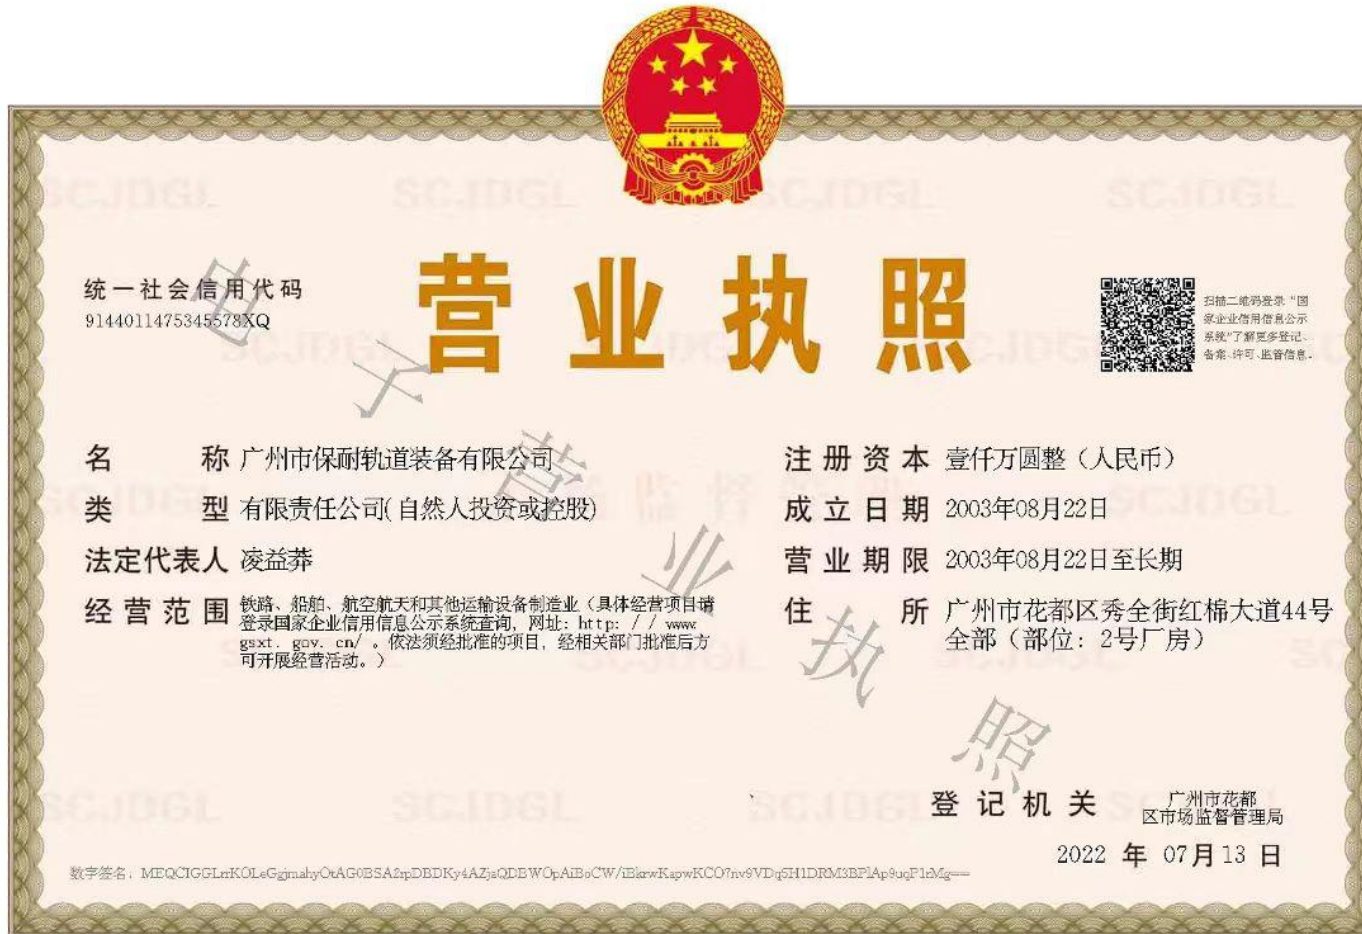 营业执照
统一社会信用代码
9144011475345578XQ
扫描二维码登录“国
家企业信用信息公示
系统”了解更多登记、
备案、许可、监管信息。
名称 广州市保耐轨道装备有限公司
类型 有限责任公司(自然人投资或控股)
法定代表人 凌益莽
经营范围 铁路、船舶、航空航天和其他运输设备制造业（具体经营项目请
登录国家企业信用信息公示系统查询，网址：http: / / www.
gsxt. gov. cn/ 。依法须经批准的项目，经相关部门批准后方
可开展经营活动。）
注册资本 壹仟万圆整（人民币）
成立日期 2003年08月22日
营业期限 2003年08月22日至长期
住所 广州市花都区秀全街红棉大道44号
全部（部位：2号厂房）
电子营业执照
登记机关 广州市花都
区市场监督管理局
2022 年 07月13 日
数字签名：
SCJDGL